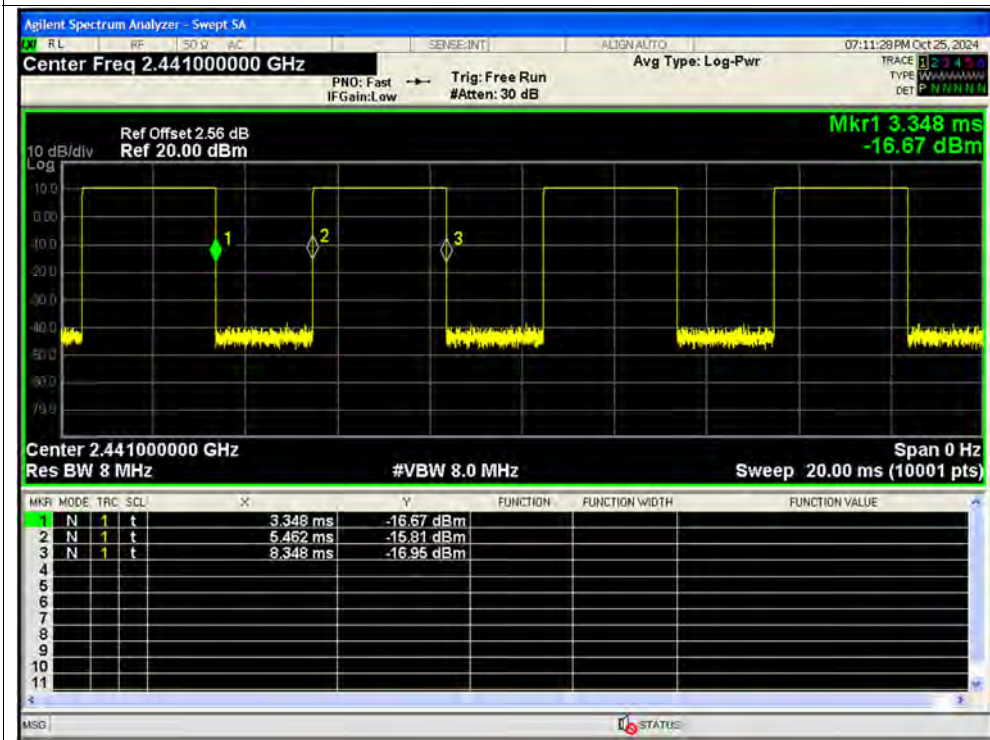 Agilent Spectrum Analyzer - Swept SA
LXI RL RF 50 Ω AC SENSE:INT ALIGN AUTO 07:11:28 PM Oct 25, 2024
Center Freq 2.441000000 GHz
PNO: Fast
IFGain:Low
Trig: Free Run
#Atten: 30 dB
Avg Type: Log-Pwr
TRACE 1 2 3 4 5 6
TYPE
DET P N N N N N
Ref Offset 2.56 dB
10 dB/div Ref 20.00 dBm
Log
Mkr1 3.348 ms
-16.67 dBm
10.0
0.00
-10.0
-20.0
-30.0
-40.0
-50.0
-60.0
-70.0
1
2
3
Center 2.441000000 GHz Span 0 Hz
Res BW 8 MHz #VBW 8.0 MHz Sweep 20.00 ms (10001 pts)
MKR MODE TRC SCL X Y FUNCTION FUNCTION WIDTH FUNCTION VALUE
1 N 1 t 3.348 ms -16.67 dBm
2 N 1 t 5.462 ms -15.81 dBm
3 N 1 t 8.348 ms -16.95 dBm
4
5
6
7
8
9
10
11
MSG STATUS